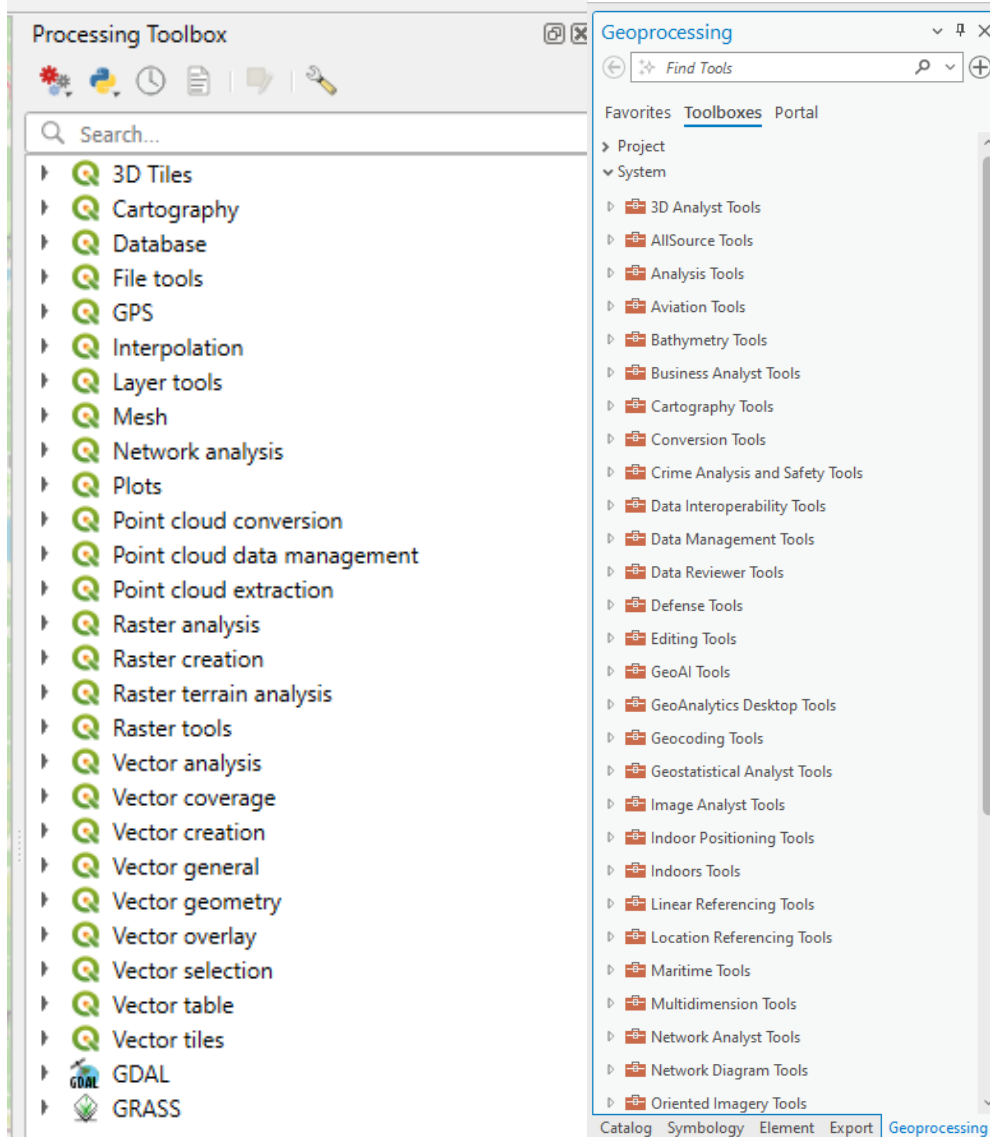 Processing Toolbox
Search...
3D Tiles
Cartography
Database
File tools
GPS
Interpolation
Layer tools
Mesh
Network analysis
Plots
Point cloud conversion
Point cloud data management
Point cloud extraction
Raster analysis
Raster creation
Raster terrain analysis
Raster tools
Vector analysis
Vector coverage
Vector creation
Vector general
Vector geometry
Vector overlay
Vector selection
Vector table
Vector tiles
GDAL GDAL
GRASS
Geoprocessing
Find Tools
Favorites Toolboxes Portal
Project
System
3D Analyst Tools
AllSource Tools
Analysis Tools
Aviation Tools
Bathymetry Tools
Business Analyst Tools
Cartography Tools
Conversion Tools
Crime Analysis and Safety Tools
Data Interoperability Tools
Data Management Tools
Data Reviewer Tools
Defense Tools
Editing Tools
GeoAI Tools
GeoAnalytics Desktop Tools
Geocoding Tools
Geostatistical Analyst Tools
Image Analyst Tools
Indoor Positioning Tools
Indoors Tools
Linear Referencing Tools
Location Referencing Tools
Maritime Tools
Multidimension Tools
Network Analyst Tools
Network Diagram Tools
Oriented Imagery Tools
Catalog Symbology Element Export Geoprocessing